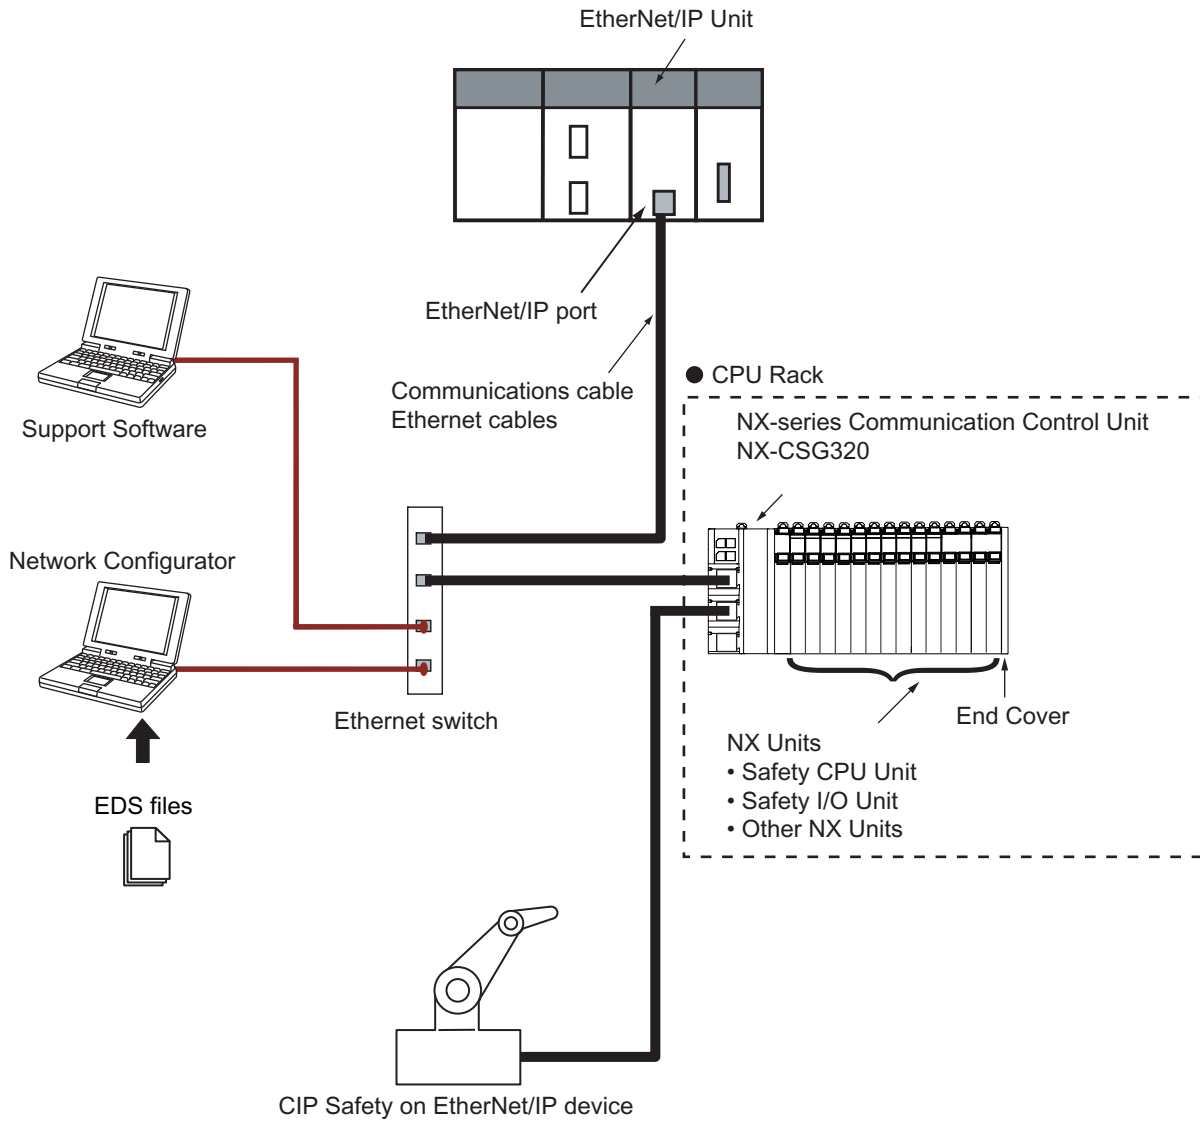 EtherNet/IP Unit
EtherNet/IP port
Communications cable
Ethernet cables
● CPU Rack
NX-series Communication Control Unit
NX-CSG320
Support Software
Network Configurator
Ethernet switch
End Cover
NX Units
• Safety CPU Unit
• Safety I/O Unit
• Other NX Units
EDS files
CIP Safety on EtherNet/IP device